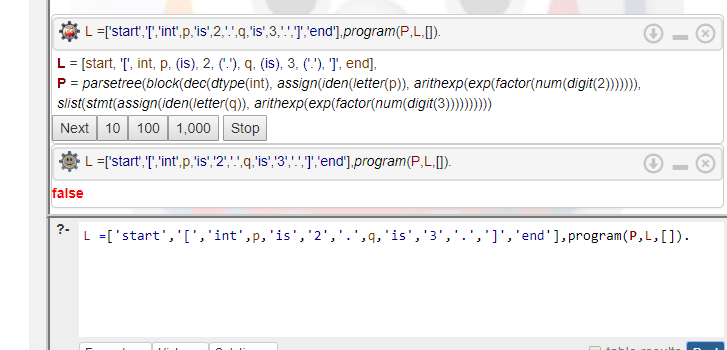 L =['start','[','int',p,'is',2,'.',q,'is',3,'.',']','end'],program(P,L,[]).
L = [start, '[', int, p, (is), 2, ('.'), q, (is), 3, ('.'), ']', end],
P = parsetree(block(dec(dtype(int), assign(iden(letter(p)), arithexp(exp(factor(num(digit(2))))))),
slist(stmt(assign(iden(letter(q)), arithexp(exp(factor(num(digit(3))))))))))
Next 10 100 1,000 Stop
L =['start','[','int',p,'is','2','.',q,'is','3','.',']','end'],program(P,L,[]).
false
?- L =['start','[','int',p,'is','2','.',q,'is','3','.',']','end'],program(P,L,[]).